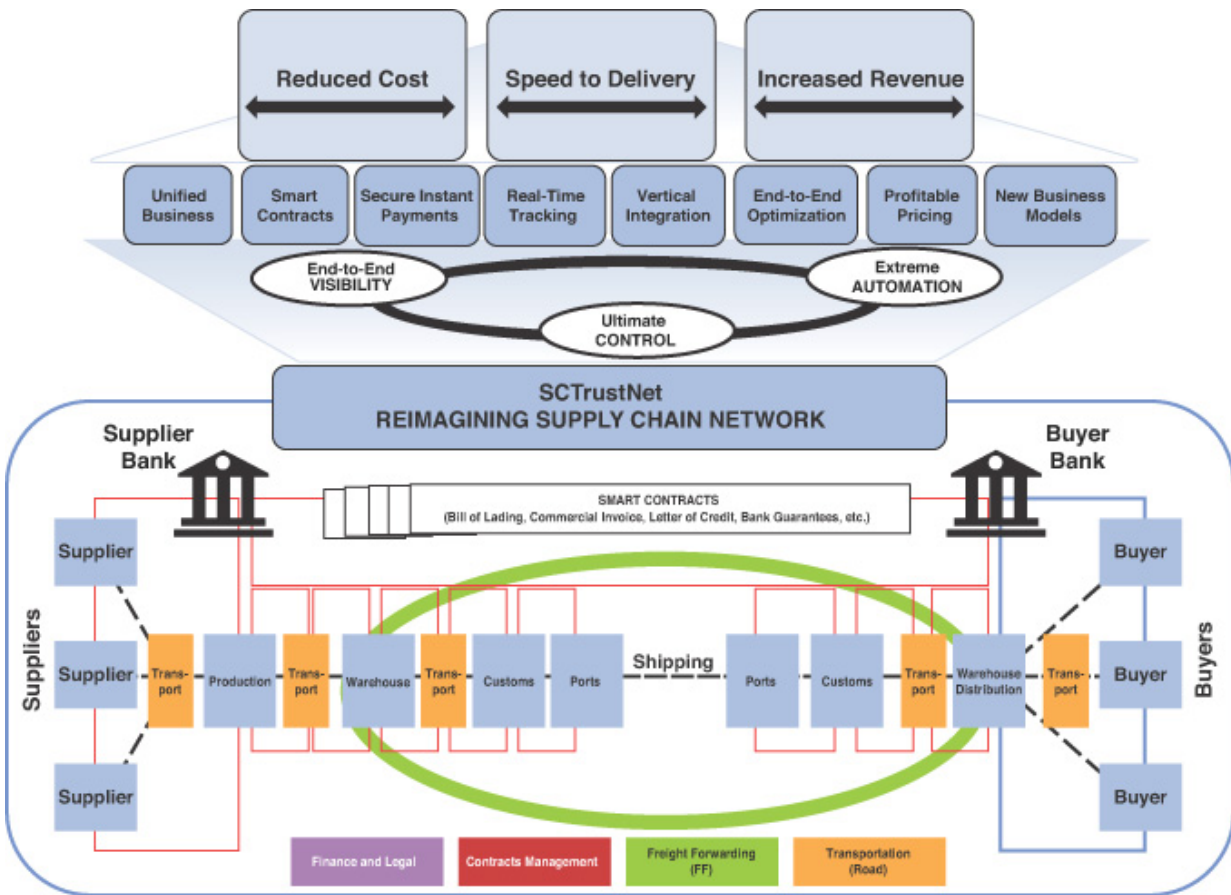 Reduced Cost
Speed to Delivery
Increased Revenue
Unified
Business
Smart
Contracts
Secure Instant
Payments
Real-Time
Tracking
Vertical
Integration
End-to-End
Optimization
Profitable
Pricing
New Business
Models
End-to-End
VISIBILITY
Extreme
AUTOMATION
Ultimate
CONTROL
SCTrustNet
REIMAGINING SUPPLY CHAIN NETWORK
Supplier
Bank
Buyer
Bank
SMART CONTRACTS
(Bill of Lading, Commercial Invoice, Letter of Credit, Bank Guarantees, etc.)
Suppliers
Supplier
Supplier
Supplier
Trans-
port
Production
Trans-
port
Warehouse
Trans-
port
Customs
Ports
Shipping
Ports
Customs
Trans-
port
Warehouse
Distribution
Trans-
port
Buyer
Buyer
Buyer
Buyers
Finance and Legal
Contracts Management
Freight Forwarding
(FF)
Transportation
(Road)